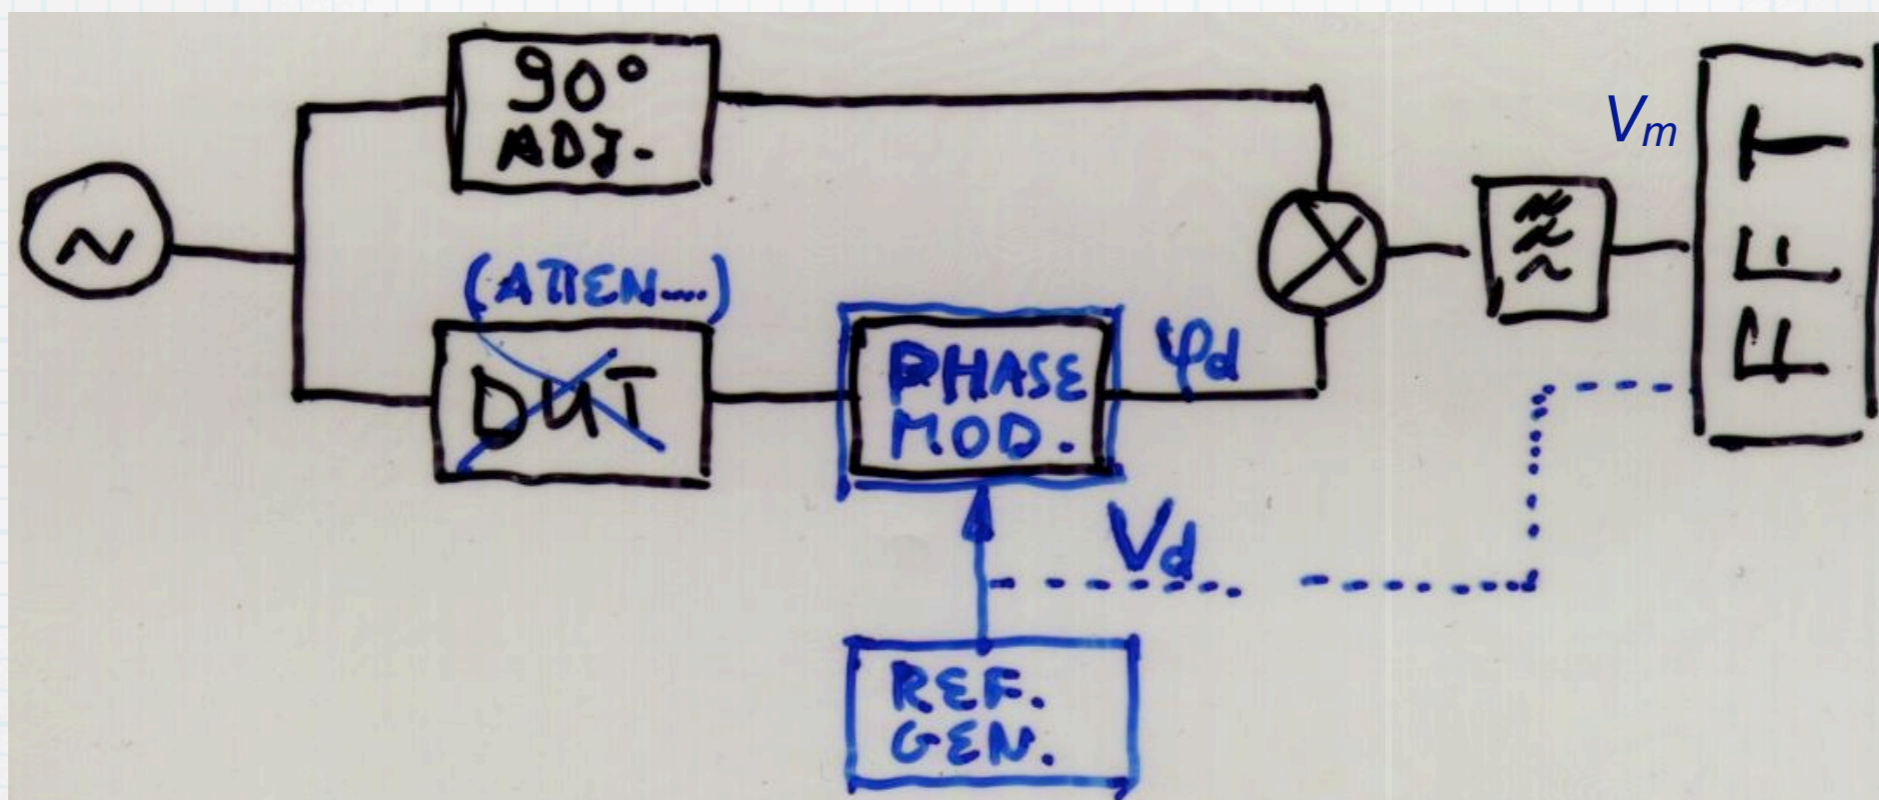 90°
ADJ.
Vm
FFT
(ATTEN....)
DUT
PHASE
MOD.
φd
Vd
REF.
GEN.